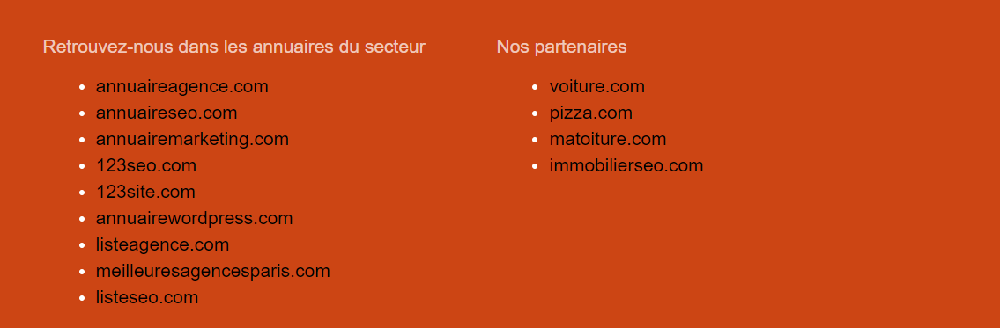 Retrouvez-nous dans les annuaires du secteur
annuaireagence.com
annuaireseo.com
annuairemarketing.com
123seo.com
123site.com
annuairewordpress.com
listeagence.com
meilleuresagencesparis.com
listeseo.com
Nos partenaires
voiture.com
pizza.com
matoiture.com
immobilierseo.com